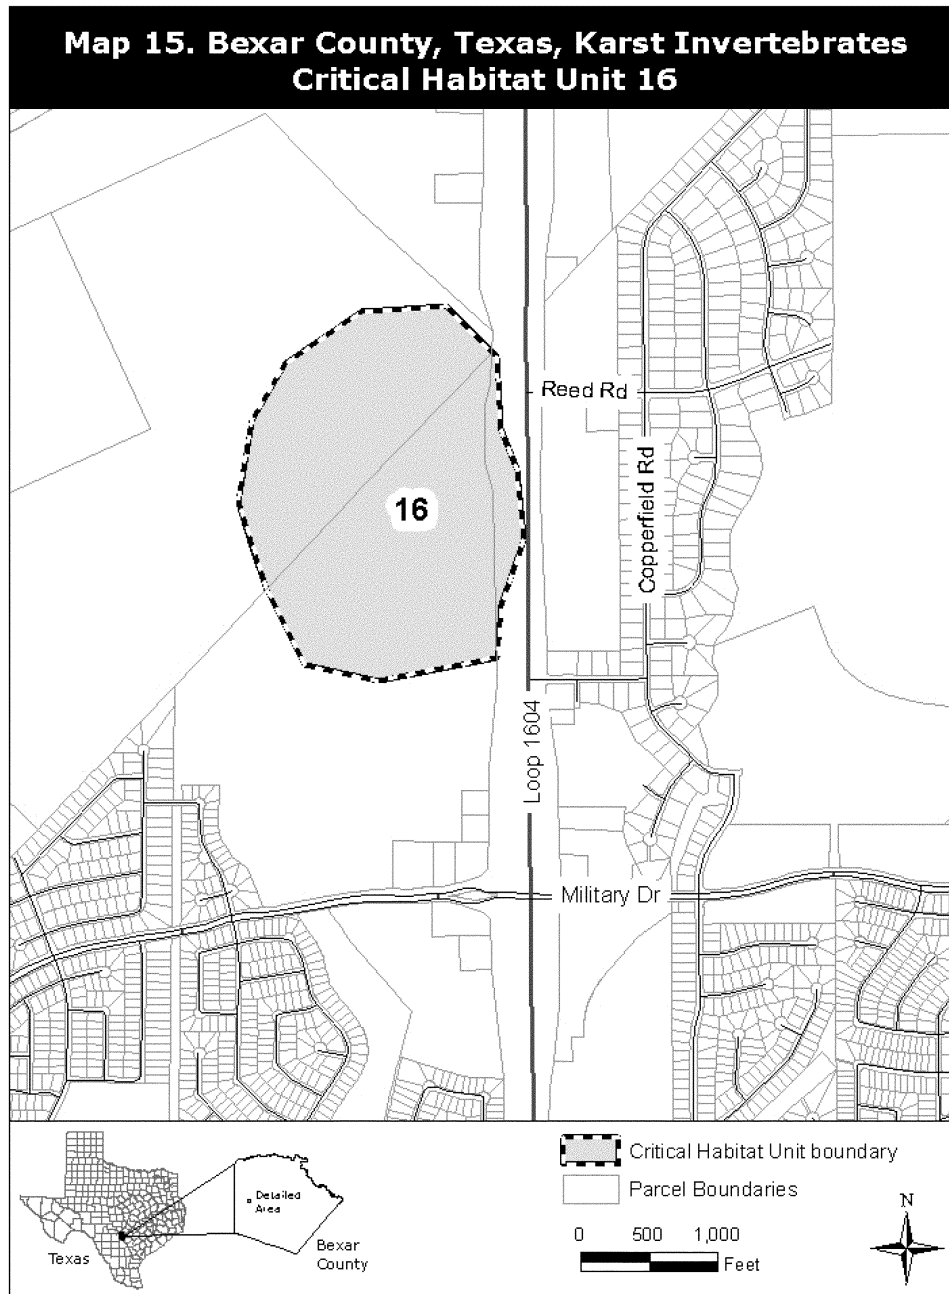 Map 15. Bexar County, Texas, Karst Invertebrates
Critical Habitat Unit 16
Reed Rd
Copperfield Rd
16
Loop 1604
Military Dr
Critical Habitat Unit boundary
Parcel Boundaries
Detailed
Area
Texas
Bexar
County
0 500 1,000
Feet
N